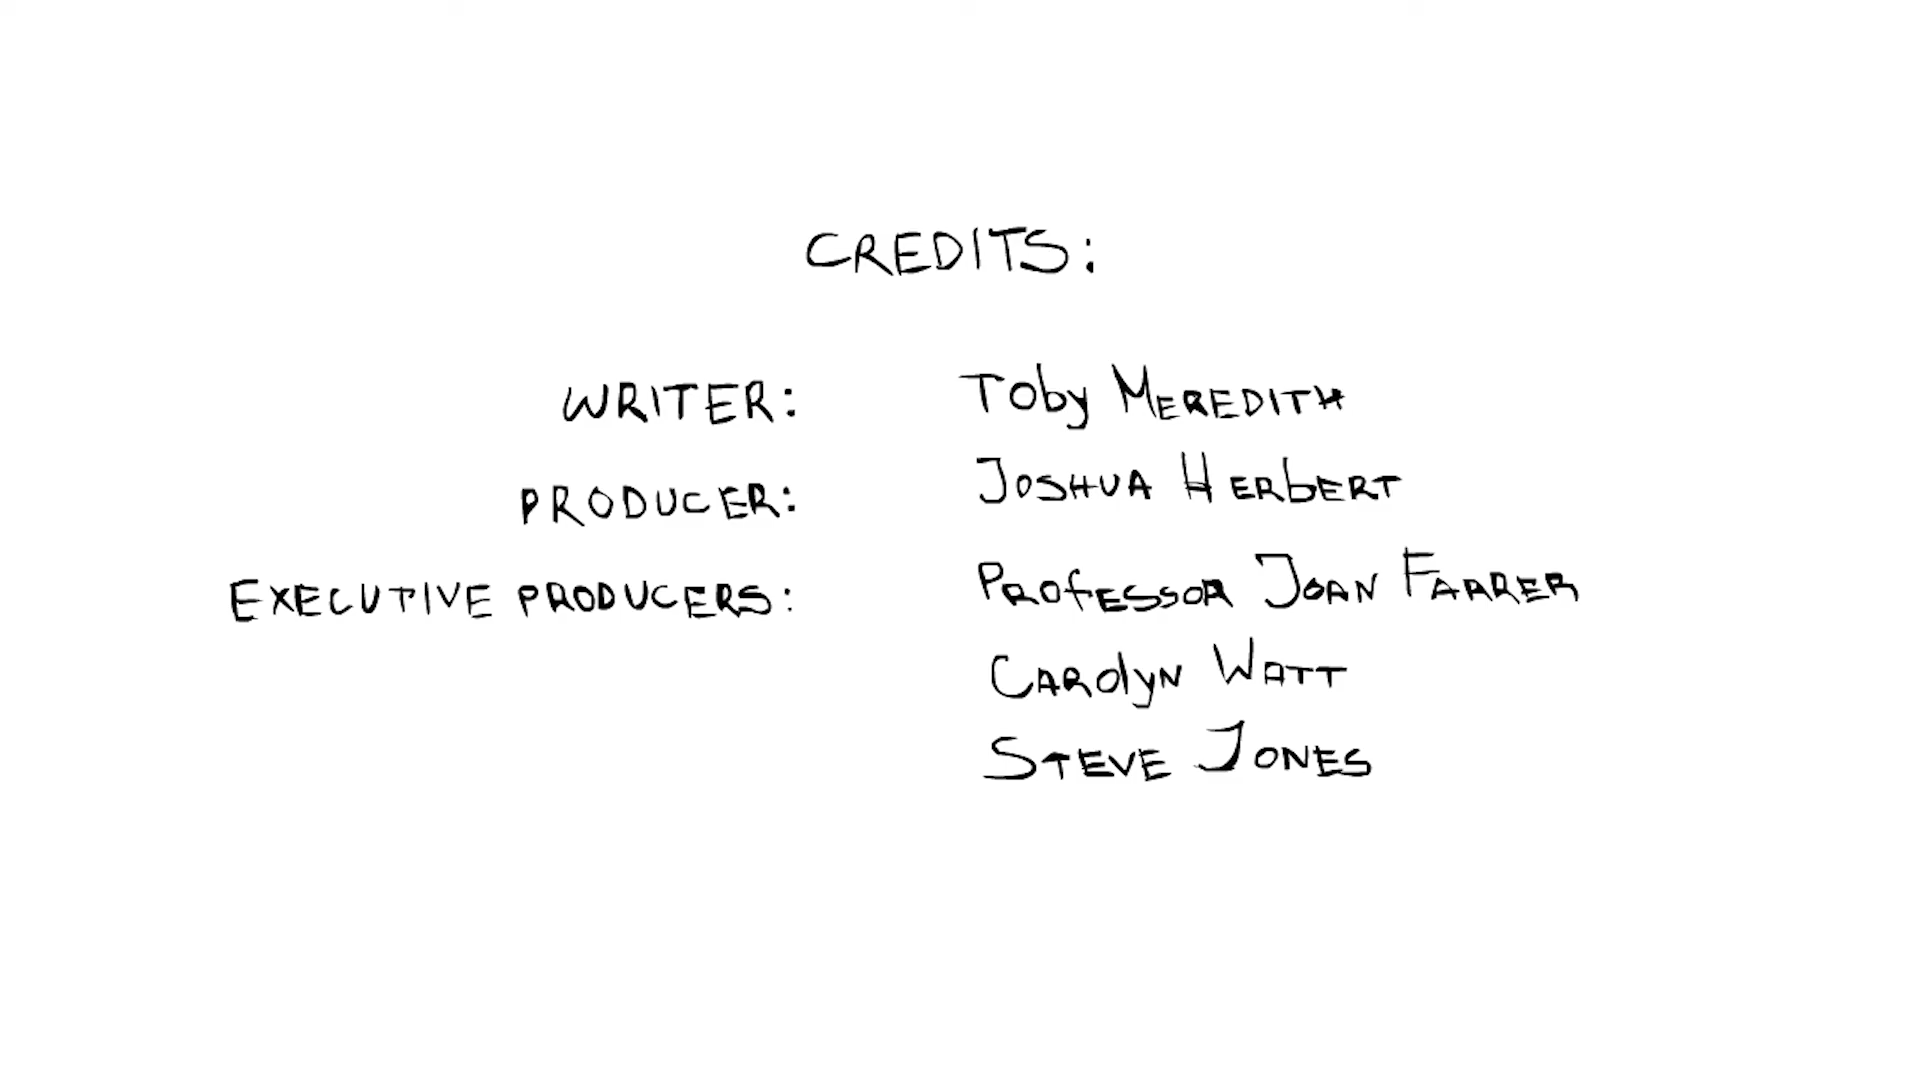 CREDITS:
WRITER: Toby MEREDITH
PRODUCER: JOSHUA HERbERT
EXECUTIVE PRODUCERS: PROfESSOR JOAN FARRER
CAROlyN WATT
STEVE JONES